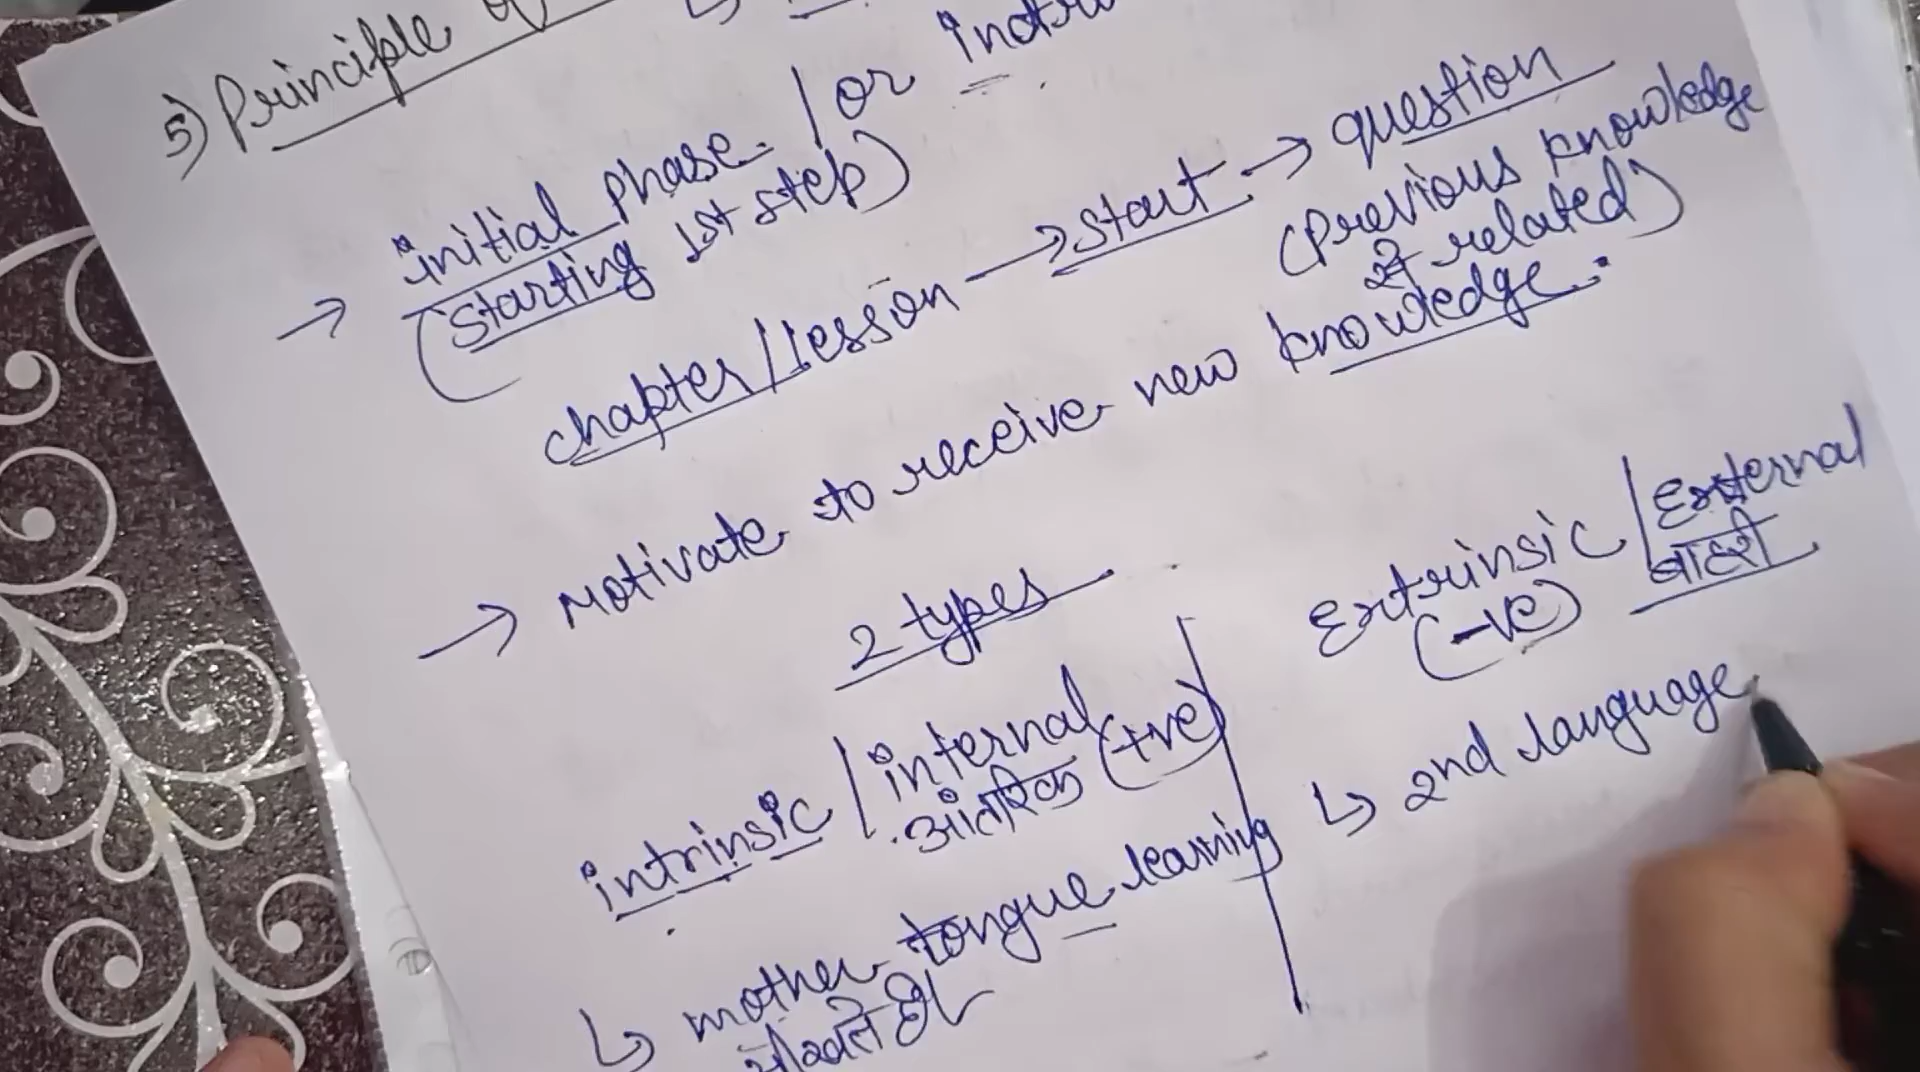 5) Principle of
→ initial phase / or
(starting 1st step)
chapter/lesson → start → question
(Previous knowledge
से related)
→ Motivate to receive new knowledge.
2 types
intrinsic / internal
आंतरिक (+ve)
↳ mother tongue learning
सीखते हैं
Extrinsic / External
(-ve) बाहरी
↳ 2nd language